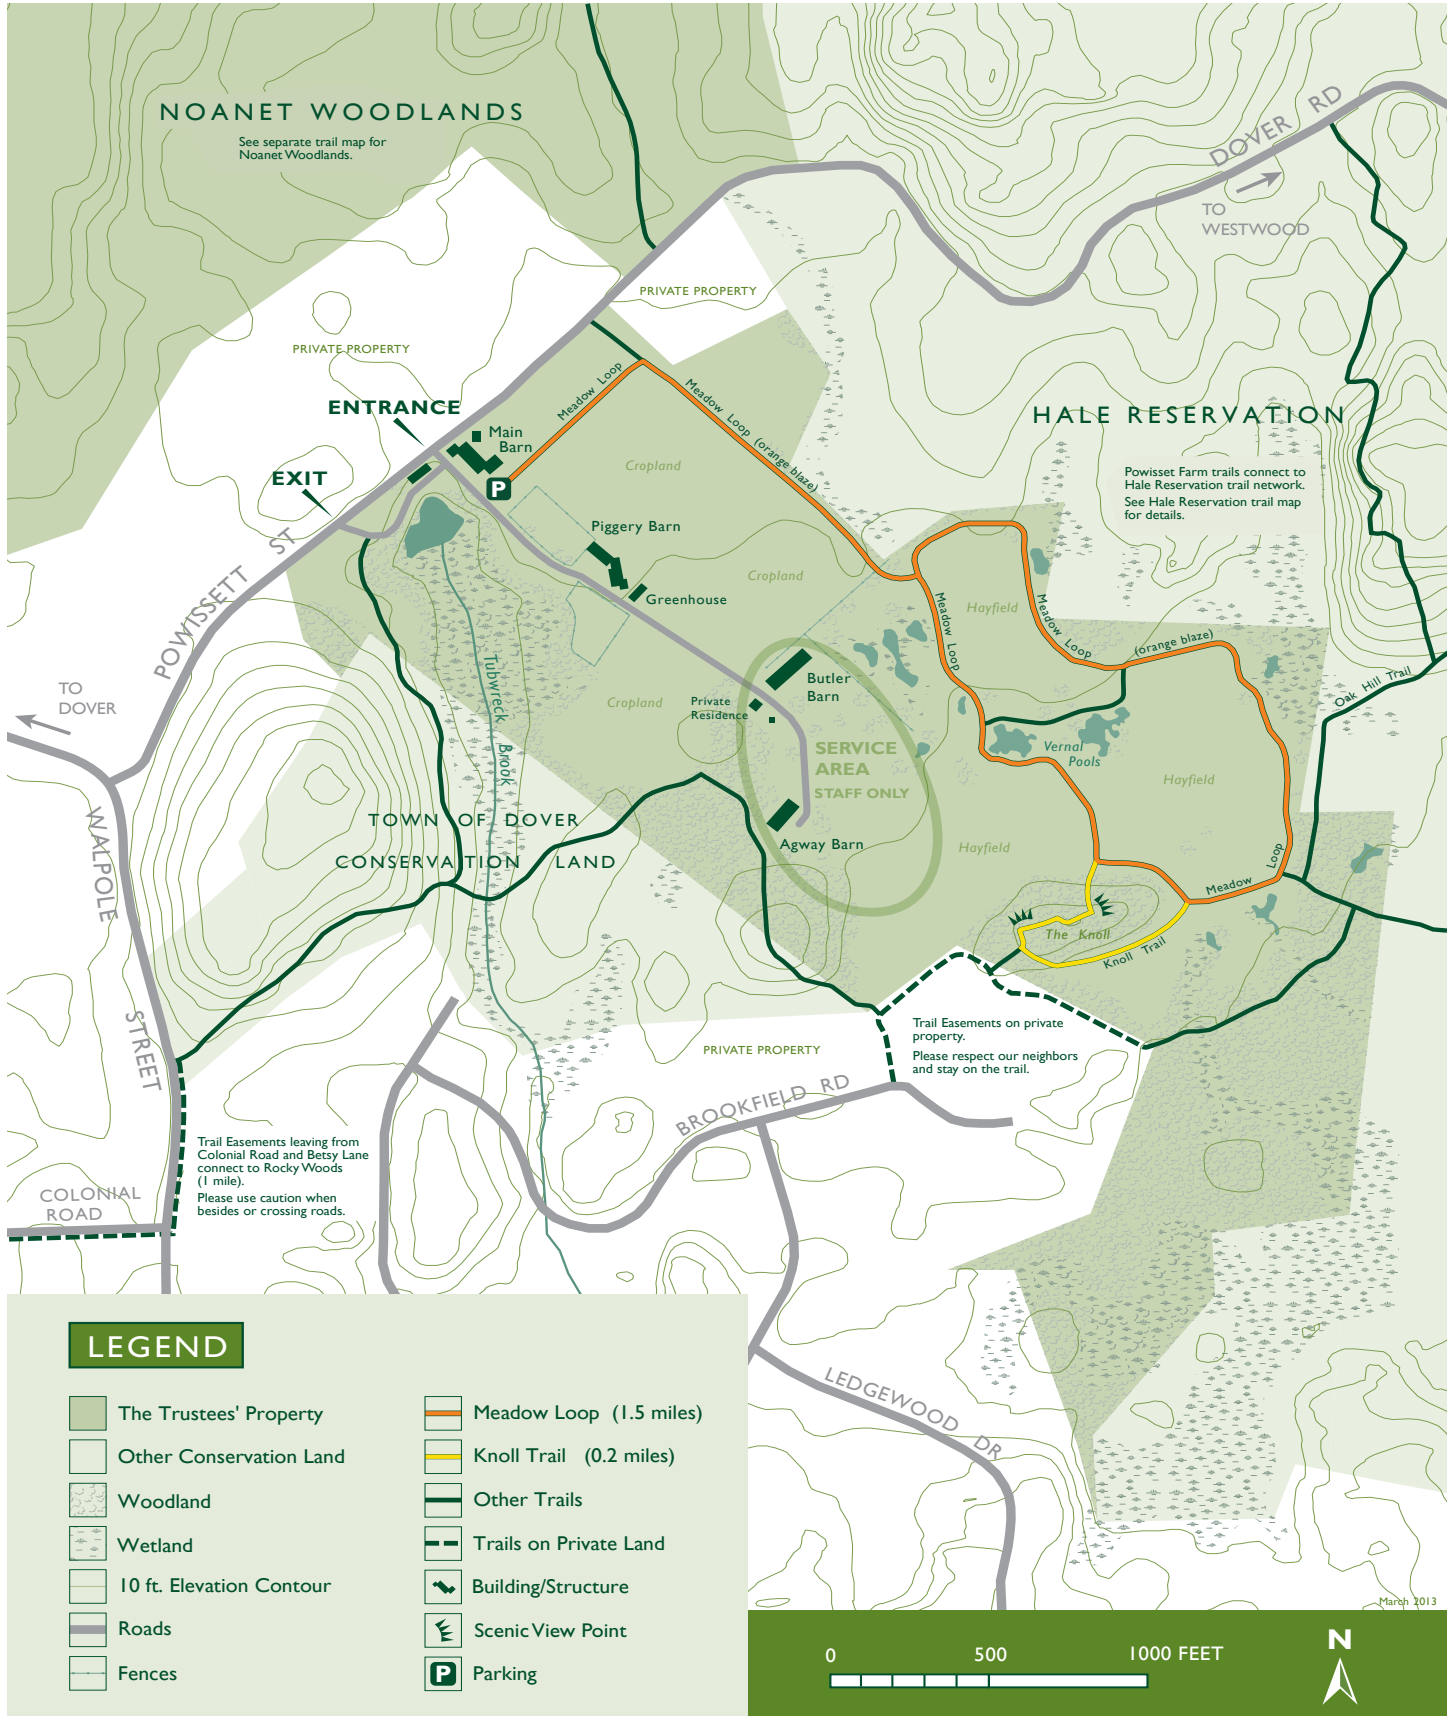 NOANET WOODLANDS
See separate trail map for
Noanet Woodlands.
DOVER RD
TO
WESTWOOD
PRIVATE PROPERTY
PRIVATE PROPERTY
ENTRANCE
EXIT
Main
Barn
P
Meadow Loop
Meadow Loop (orange blaze)
Cropland
HALE RESERVATION
Powisset Farm trails connect to
Hale Reservation trail network.
See Hale Reservation trail map
for details.
POWISSETT ST
Piggery Barn
Greenhouse
Cropland
Hayfield
Meadow Loop
Meadow Loop (orange blaze)
Oak Hill Trail
TO
DOVER
Tubwreck Brook
Cropland
Butler
Barn
Private
Residence
SERVICE
AREA
STAFF ONLY
Vernal
Pools
Hayfield
Agway Barn
Hayfield
WALPOLE STREET
TOWN OF DOVER
CONSERVATION LAND
Meadow Loop
The Knoll
Knoll Trail
Trail Easements on private
property.
Please respect our neighbors
and stay on the trail.
PRIVATE PROPERTY
BROOKFIELD RD
Trail Easements leaving from
Colonial Road and Betsy Lane
connect to Rocky Woods
(1 mile).
Please use caution when
besides or crossing roads.
COLONIAL
ROAD
LEDGEWOOD DR
LEGEND
The Trustees' Property
Other Conservation Land
Woodland
Wetland
10 ft. Elevation Contour
Roads
Fences
Meadow Loop (1.5 miles)
Knoll Trail (0.2 miles)
Other Trails
Trails on Private Land
Building/Structure
Scenic View Point
P Parking
March 2013
0 500 1000 FEET
N